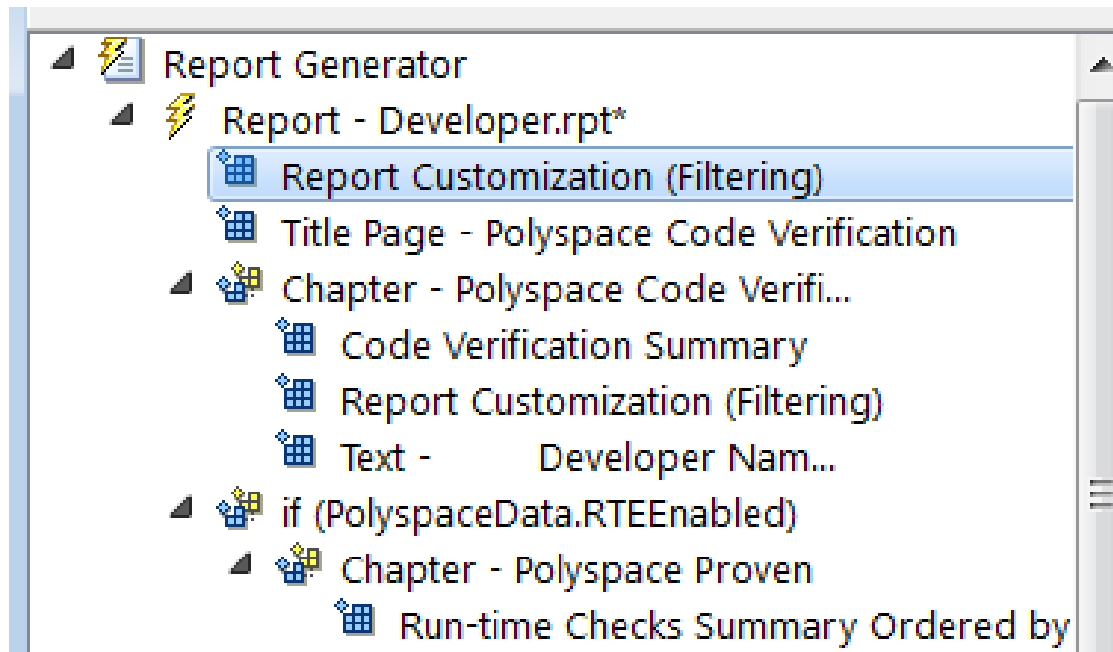 Report Generator
Report - Developer.rpt*
Report Customization (Filtering)
Title Page - Polyspace Code Verification
Chapter - Polyspace Code Verifi...
Code Verification Summary
Report Customization (Filtering)
Text - Developer Nam...
if (PolyspaceData.RTEEnabled)
Chapter - Polyspace Proven
Run-time Checks Summary Ordered by